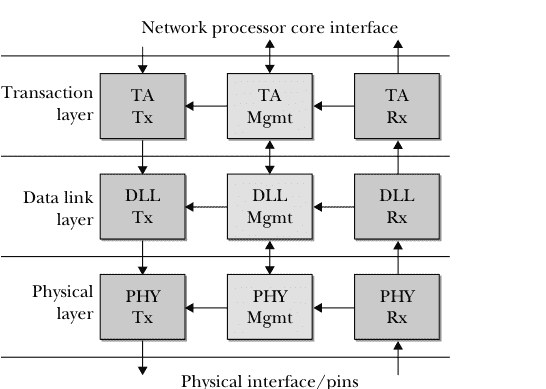 Network processor core interface
Transaction
layer
TA
Tx
TA
Mgmt
TA
Rx
Data link
layer
DLL
Tx
DLL
Mgmt
DLL
Rx
Physical
layer
PHY
Tx
PHY
Mgmt
PHY
Rx
Physical interface/pins